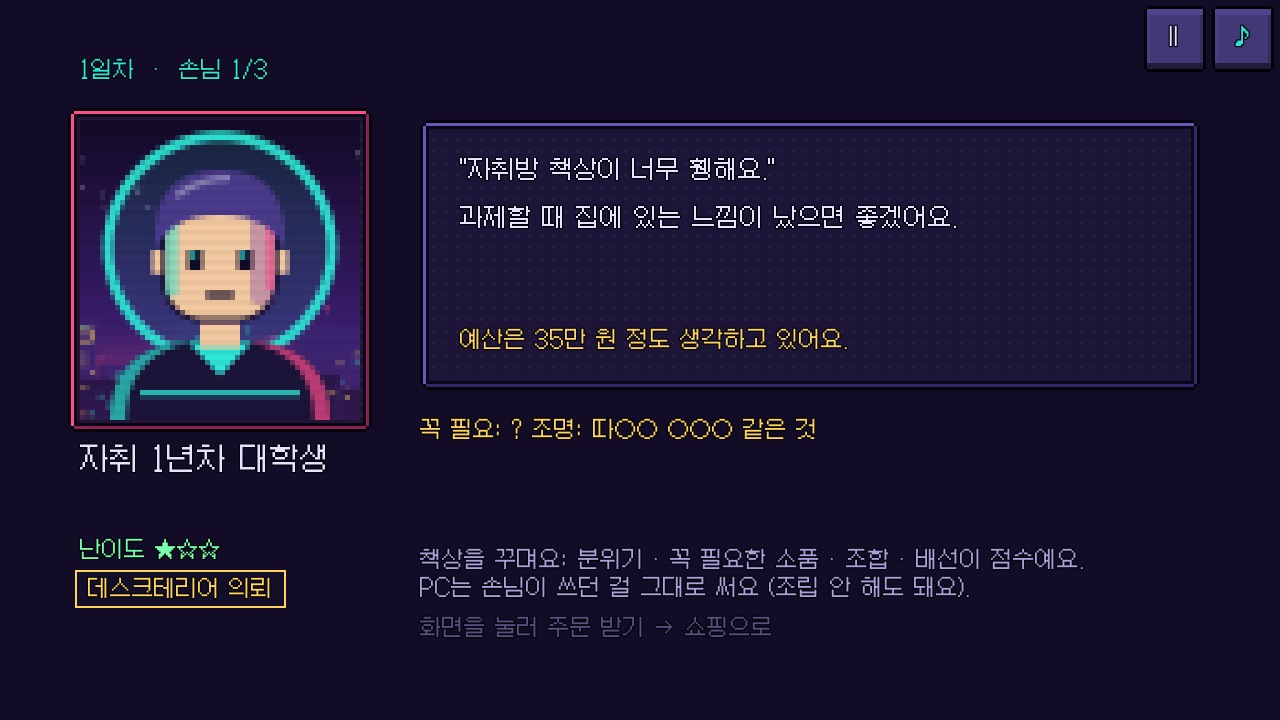 1일차 · 손님 1/3
"자취방 책상이 너무 휑해요."
과제할 때 집에 있는 느낌이 났으면 좋겠어요.
예산은 35만 원 정도 생각하고 있어요.
꼭 필요: ? 조명: 따○○ ○○○ 같은 것
자취 1년차 대학생
난이도 ★☆☆
데스크테리어 의뢰
책상을 꾸며요: 분위기 · 꼭 필요한 소품 · 조합 · 배선이 점수예요.
PC는 손님이 쓰던 걸 그대로 써요 (조립 안 해도 돼요).
화면을 눌러 주문 받기 → 쇼핑으로